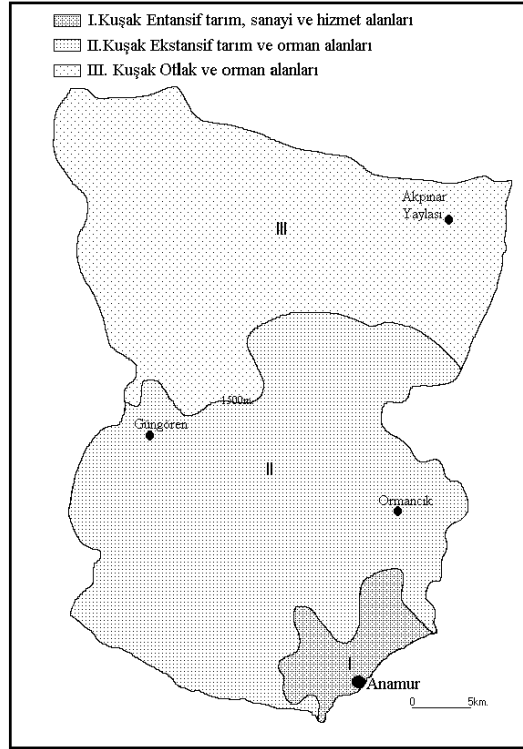 I.Kuşak Entansif tarım, sanayi ve hizmet alanları
II.Kuşak Ekstansif tarım ve orman alanları
III. Kuşak Otlak ve orman alanları
Akpınar
Yaylası
III
1500m.
Güngören
II
Ormancık
I
Anamur
0 5km.